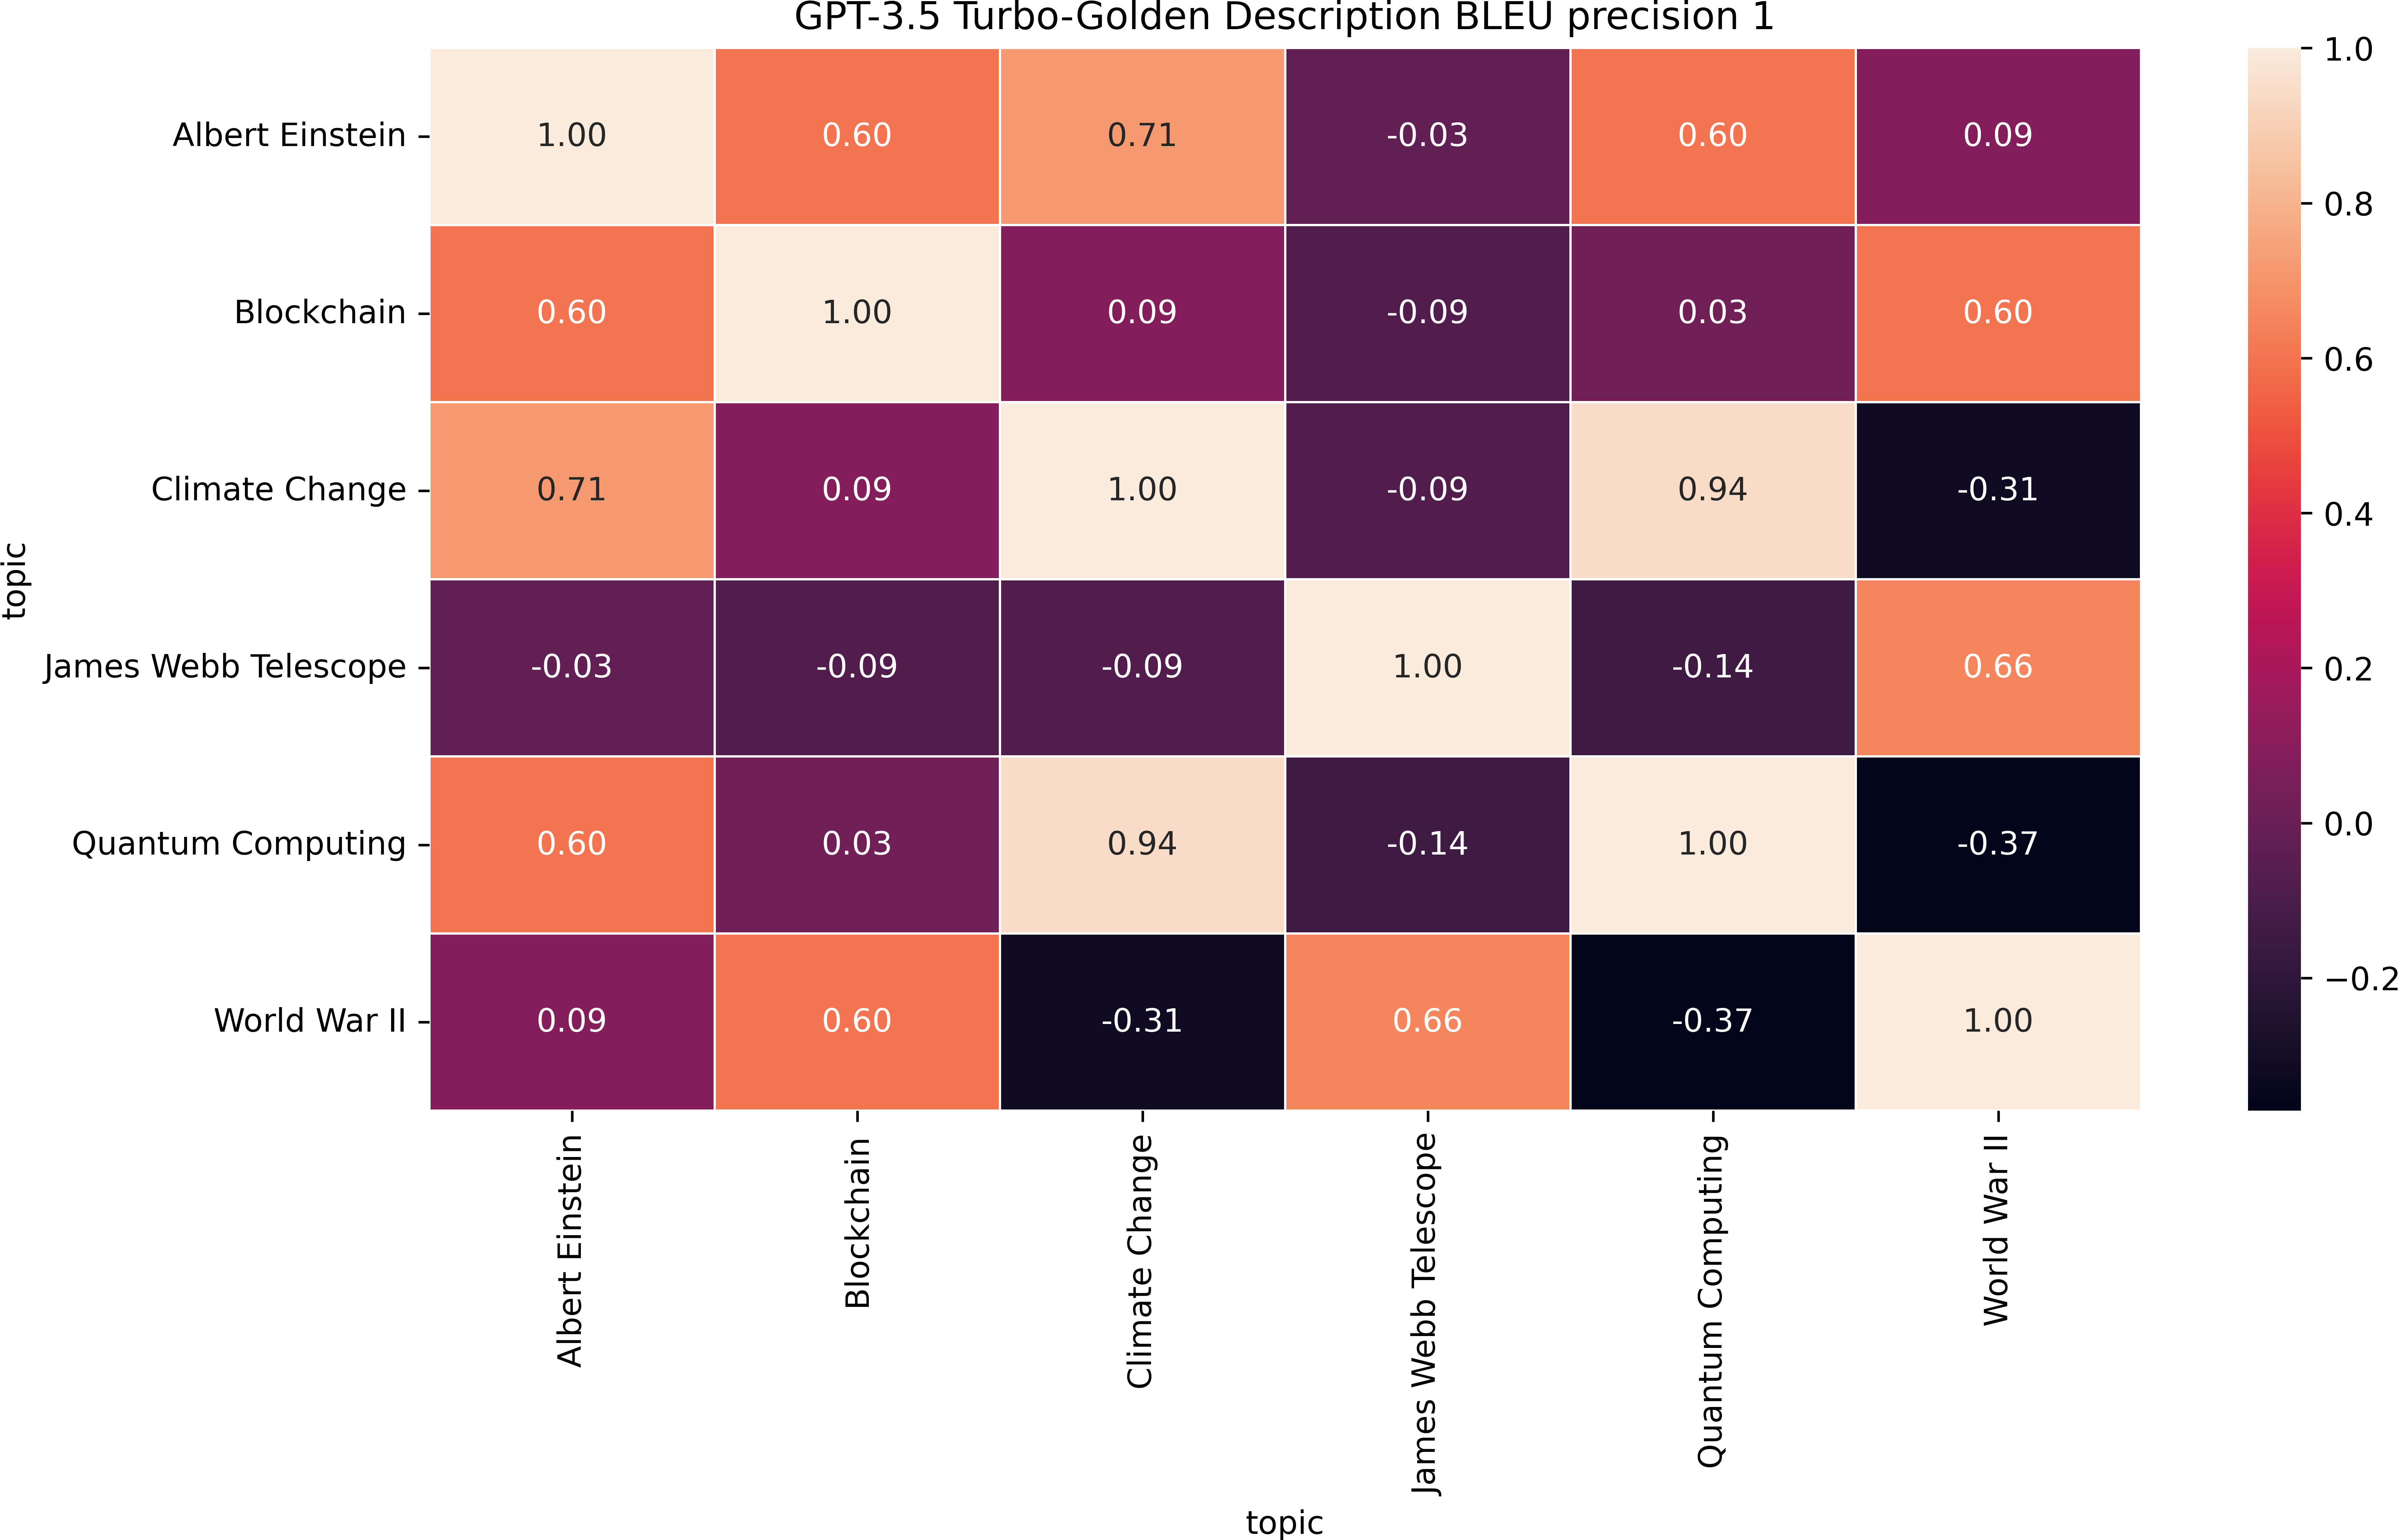 GPT-3.5 Turbo-Golden Description BLEU precision 1
Albert Einstein 1.00 0.60 0.71 -0.03 0.60 0.09
Blockchain 0.60 1.00 0.09 -0.09 0.03 0.60
Climate Change 0.71 0.09 1.00 -0.09 0.94 -0.31
James Webb Telescope -0.03 -0.09 -0.09 1.00 -0.14 0.66
Quantum Computing 0.60 0.03 0.94 -0.14 1.00 -0.37
World War II 0.09 0.60 -0.31 0.66 -0.37 1.00
topic
Albert Einstein
Blockchain
Climate Change
James Webb Telescope
Quantum Computing
World War II
topic
1.0
0.8
0.6
0.4
0.2
0.0
−0.2